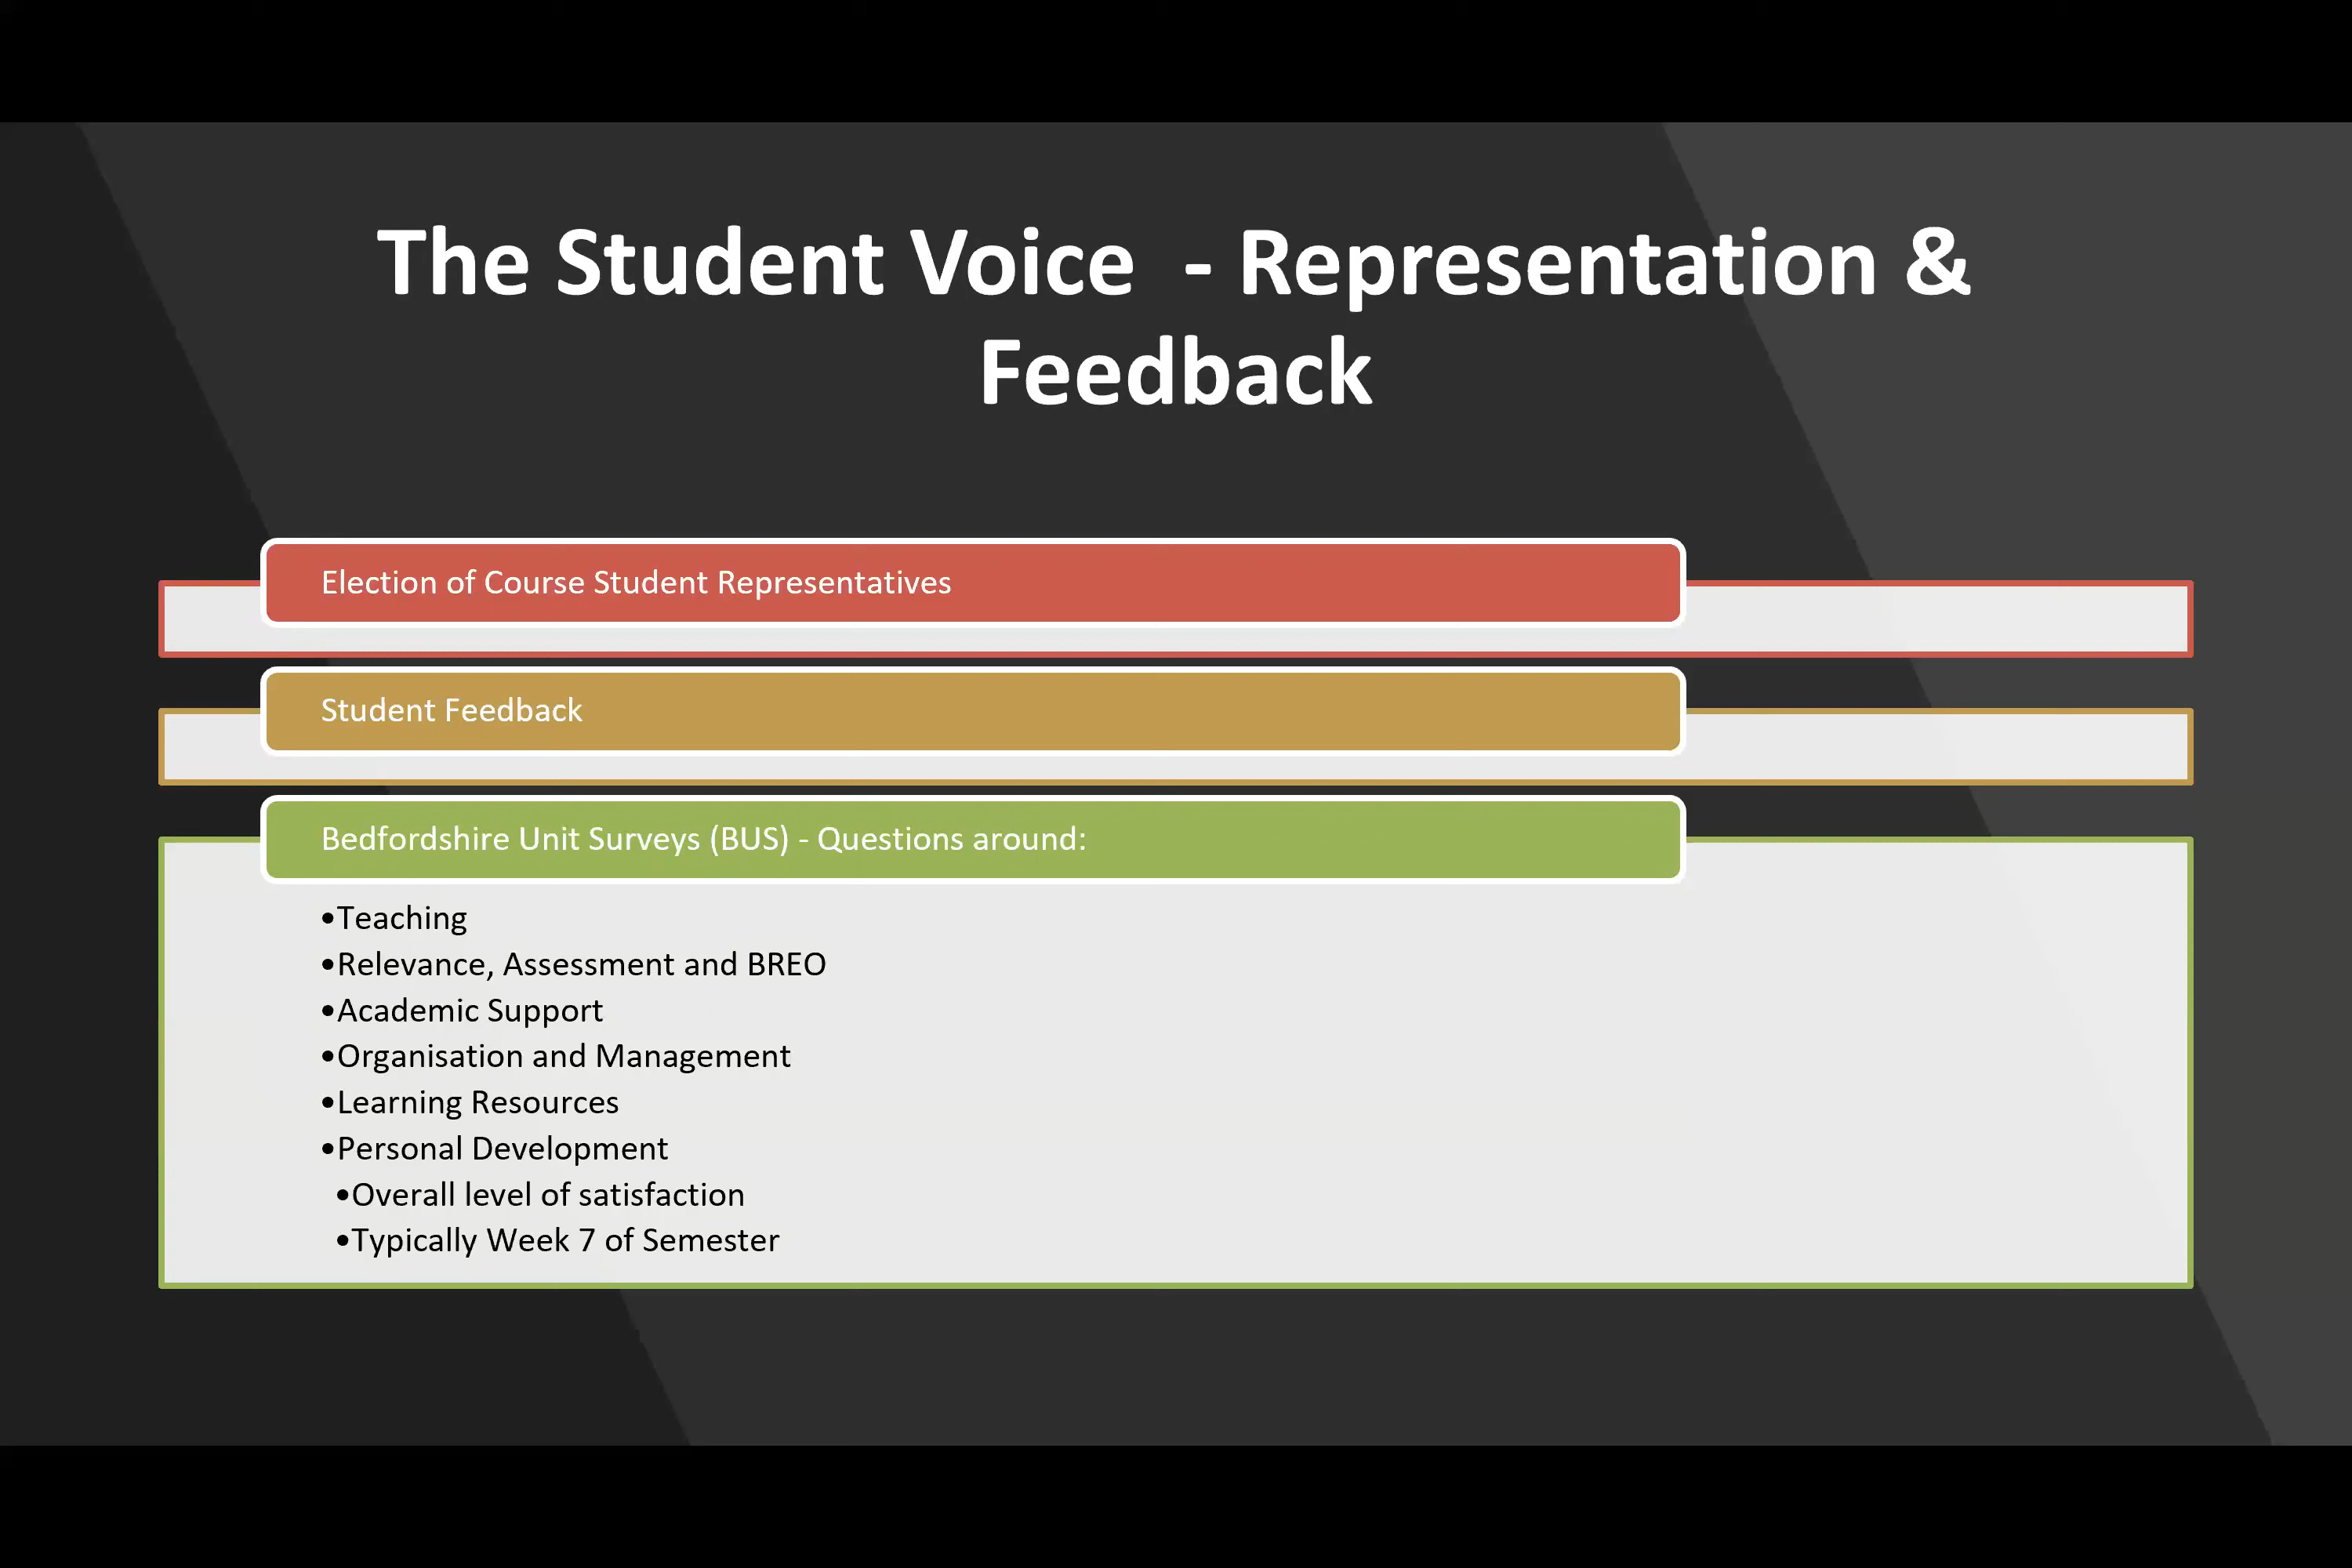 The Student Voice  - Representation &
Feedback
Election of Course Student Representatives
Student Feedback
Bedfordshire Unit Surveys (BUS) - Questions around:
•Teaching
•Relevance, Assessment and BREO
•Academic Support
•Organisation and Management
•Learning Resources
•Personal Development
•Overall level of satisfaction
•Typically Week 7 of Semester